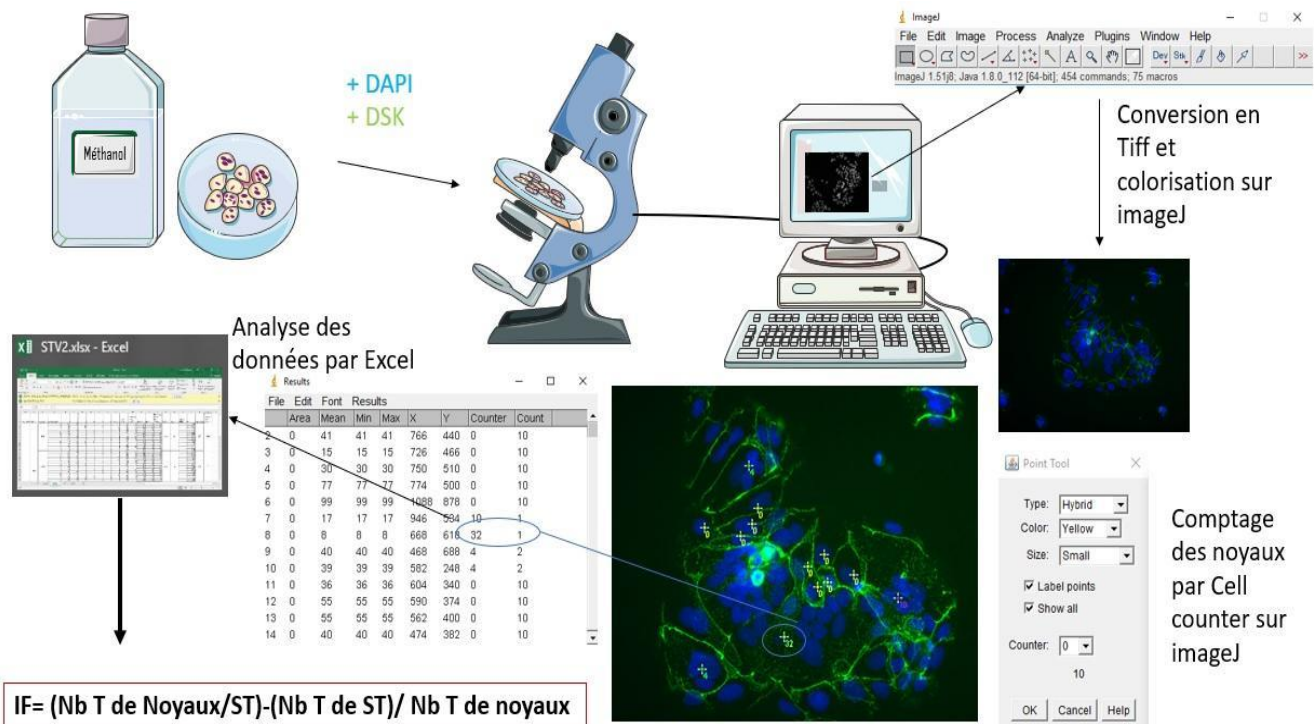 Méthanol
+ DAPI
+ DSK
ImageJ
File Edit Image Process Analyze Plugins Window Help
Dev Stk >>
ImageJ 1.51j8; Java 1.8.0_112 [64-bit]; 454 commands; 75 macros
Conversion en
Tiff et
colorisation sur
imageJ
STV2.xlsx - Excel
Analyse des
données par Excel
Results
File Edit Font Results
Area Mean Min Max X Y Counter Count
2 0 41 41 41 766 440 0 10
3 0 15 15 15 726 466 0 10
4 0 30 30 30 750 510 0 10
5 0 77 77 77 774 500 0 10
6 0 99 99 99 1088 878 0 10
7 0 17 17 17 946 534 10 1
8 0 8 8 8 668 618 32 1
9 0 40 40 40 468 688 4 2
10 0 39 39 39 582 248 4 2
11 0 36 36 36 604 340 0 10
12 0 55 55 55 590 374 0 10
13 0 55 55 55 562 400 0 10
14 0 40 40 40 474 382 0 10
32
Point Tool
Type: Hybrid
Color: Yellow
Size: Small
Label points
Show all
Counter: 0
10
OK Cancel Help
Comptage
des noyaux
par Cell
counter sur
imageJ
IF= (Nb T de Noyaux/ST)-(Nb T de ST)/ Nb T de noyaux